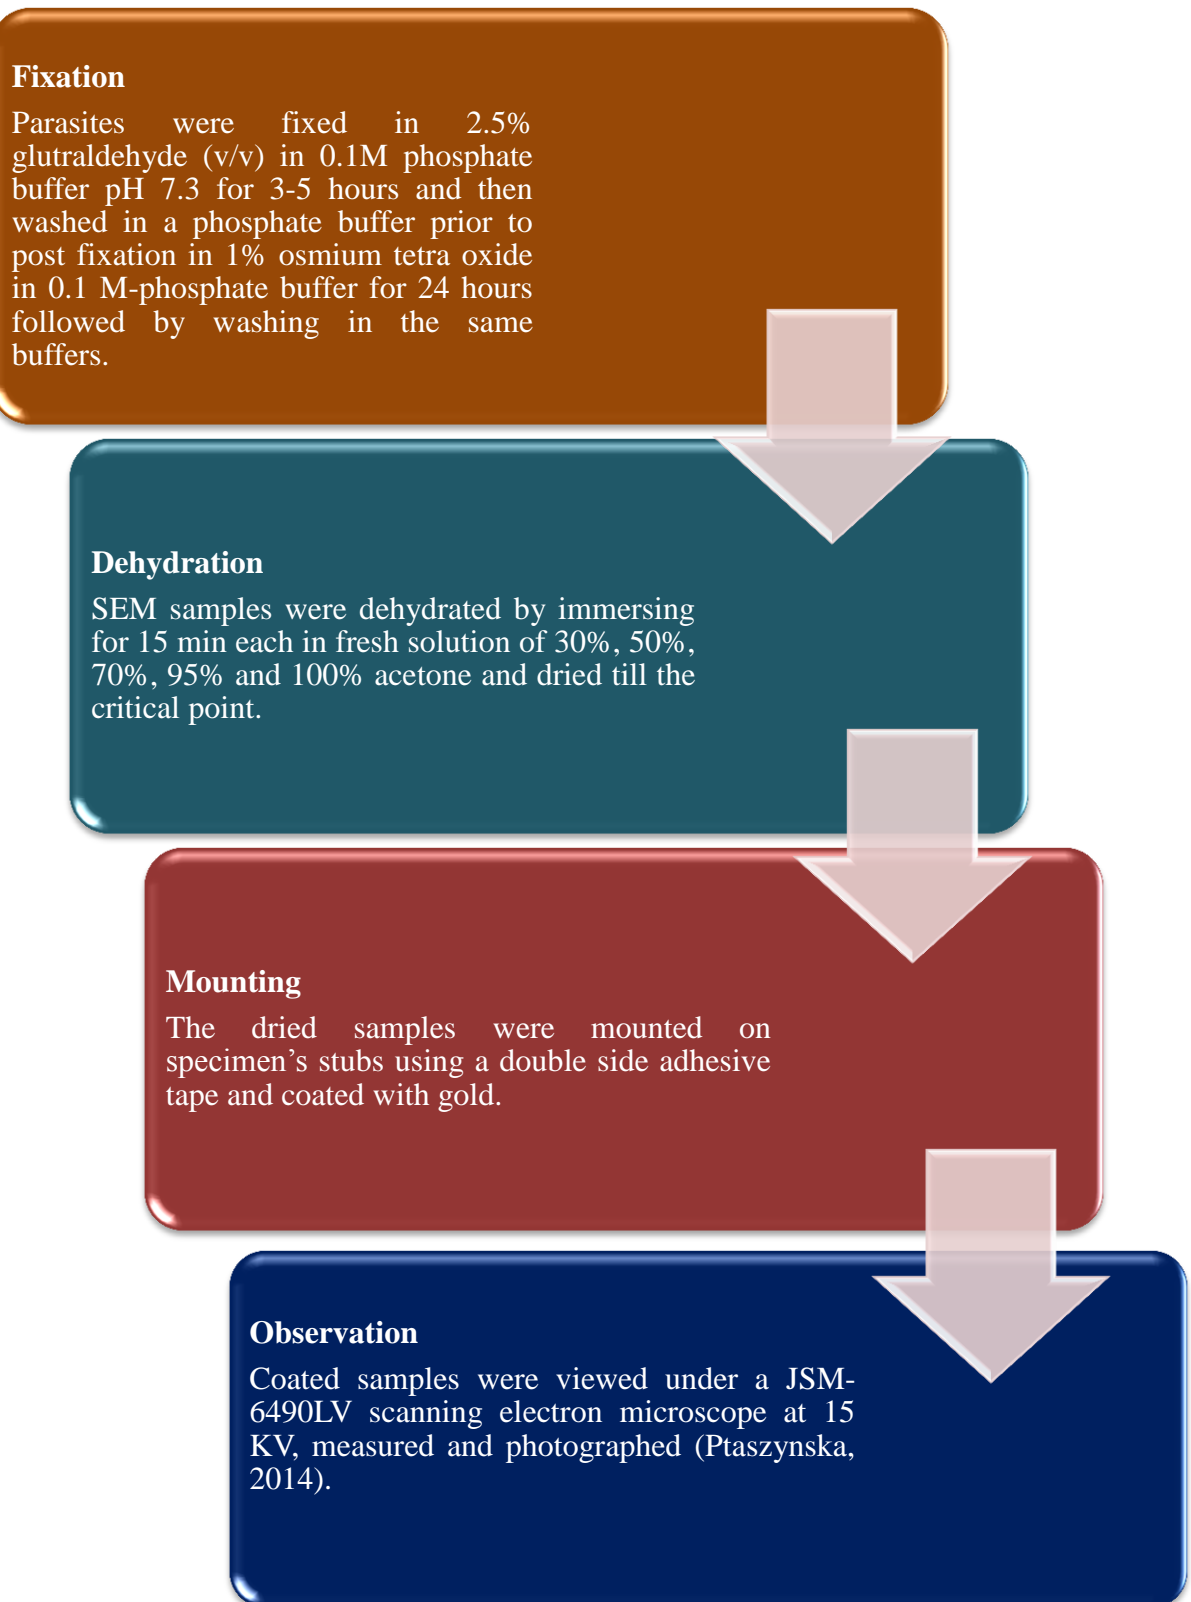 Fixation
Parasites were fixed in 2.5%
glutraldehyde (v/v) in 0.1M phosphate
buffer pH 7.3 for 3-5 hours and then
washed in a phosphate buffer prior to
post fixation in 1% osmium tetra oxide
in 0.1 M-phosphate buffer for 24 hours
followed by washing in the same
buffers.
Dehydration
SEM samples were dehydrated by immersing
for 15 min each in fresh solution of 30%, 50%,
70%, 95% and 100% acetone and dried till the
critical point.
Mounting
The dried samples were mounted on
specimen’s stubs using a double side adhesive
tape and coated with gold.
Observation
Coated samples were viewed under a JSM-
6490LV scanning electron microscope at 15
KV, measured and photographed (Ptaszynska,
2014).